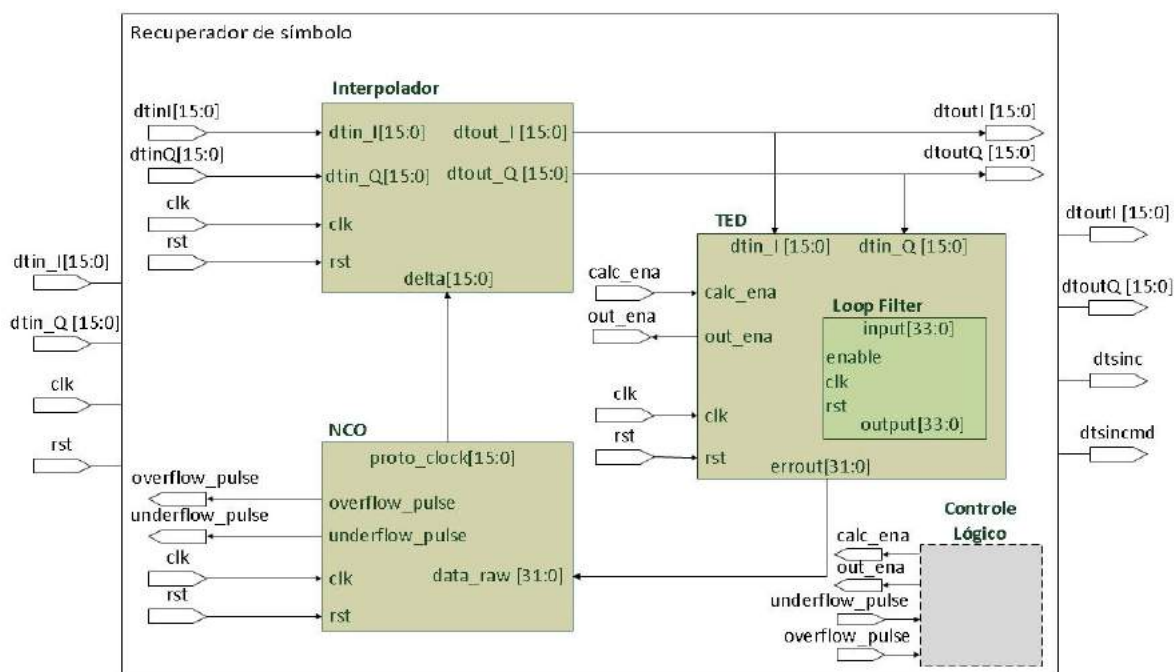 Recuperador de símbolo
Interpolador
dtinI[15:0]
dtinQ[15:0]
clk
rst
dtin_I[15:0]
dtout_I [15:0]
dtin_Q[15:0]
dtout_Q [15:0]
clk
rst
delta[15:0]
dtoutI [15:0]
dtoutQ [15:0]
dtin_I[15:0]
dtin_Q [15:0]
clk
rst
dtoutI [15:0]
dtoutQ [15:0]
dtsinc
dtsincmd
TED
dtin_I [15:0]
dtin_Q [15:0]
calc_ena
out_ena
clk
rst
calc_ena
out_ena
clk
rst
errout[31:0]
Loop Filter
input[33:0]
enable
clk
rst
output[33:0]
NCO
proto_clock[15:0]
overflow_pulse
underflow_pulse
clk
rst
overflow_pulse
underflow_pulse
clk
data_raw [31:0]
rst
Controle
Lógico
calc_ena
out_ena
underflow_pulse
overflow_pulse